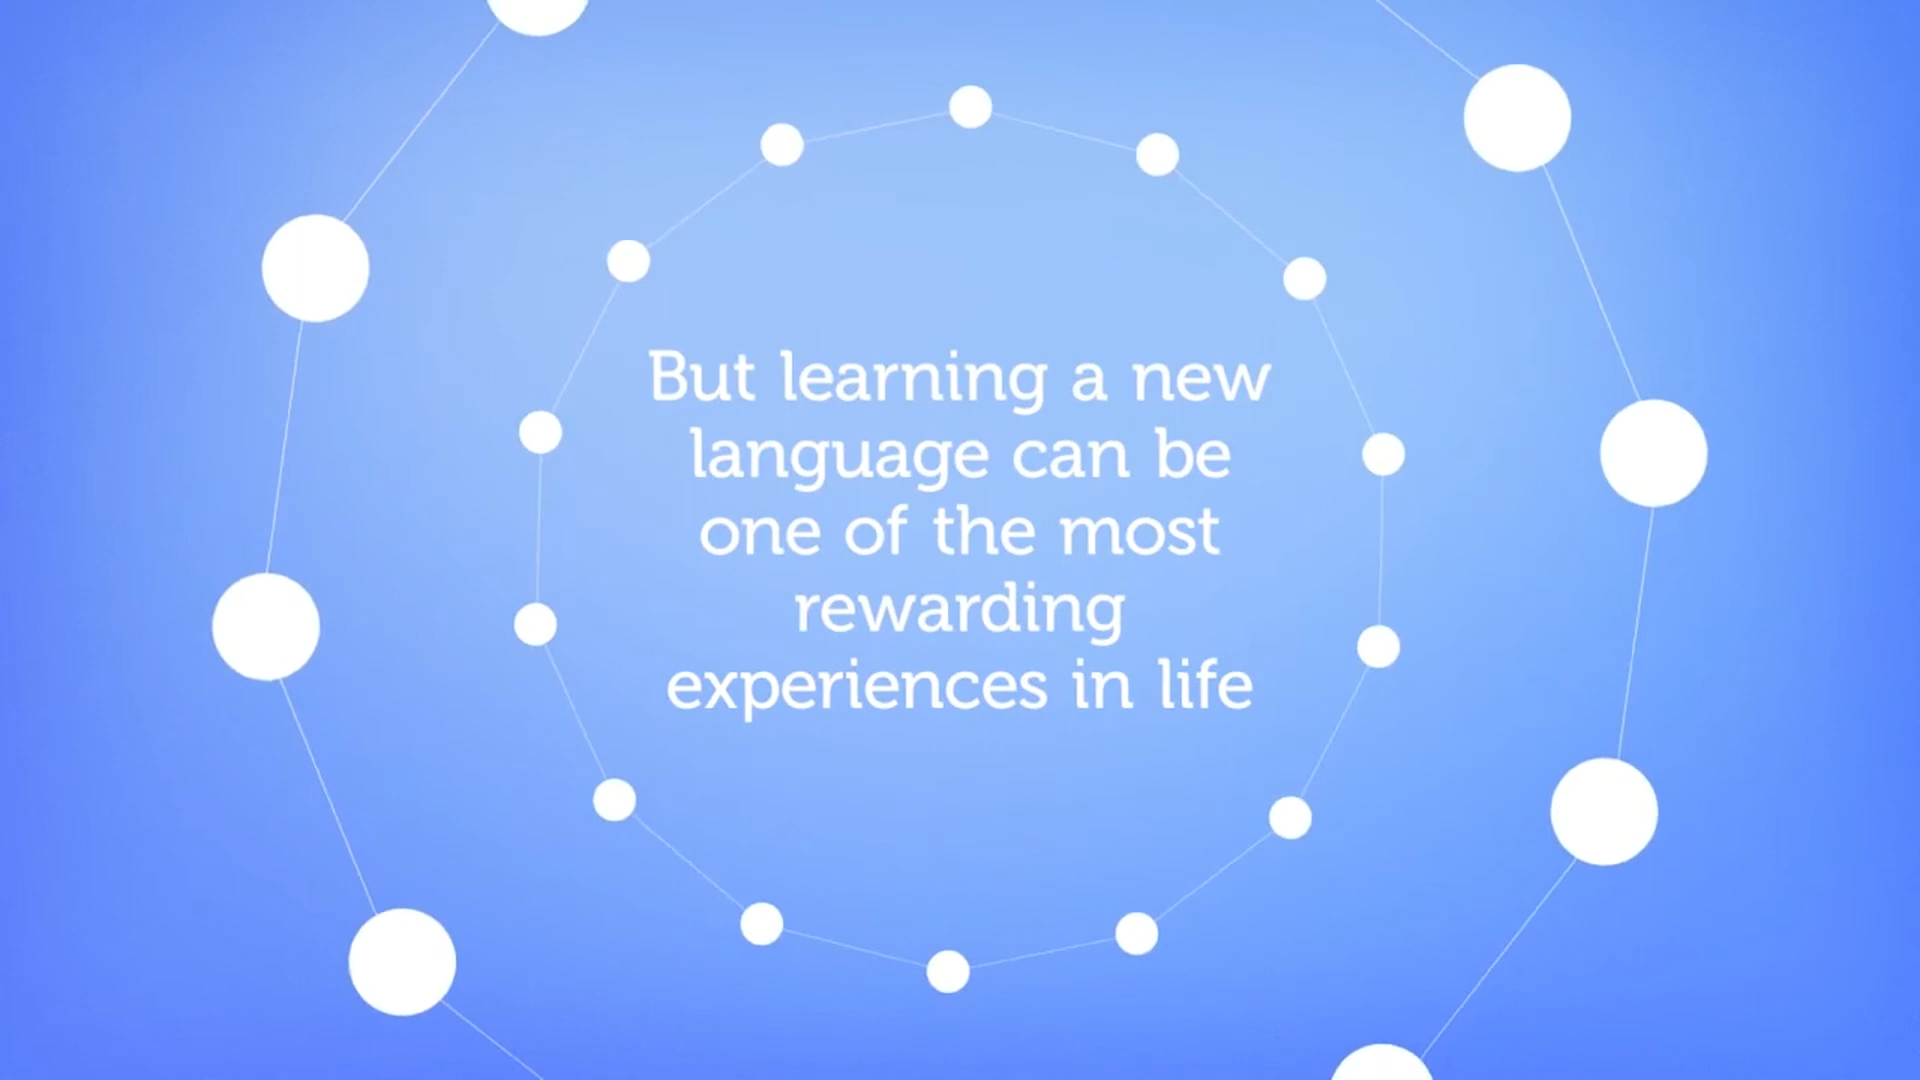 But learning a new
language can be
one of the most
rewarding
experiences in life